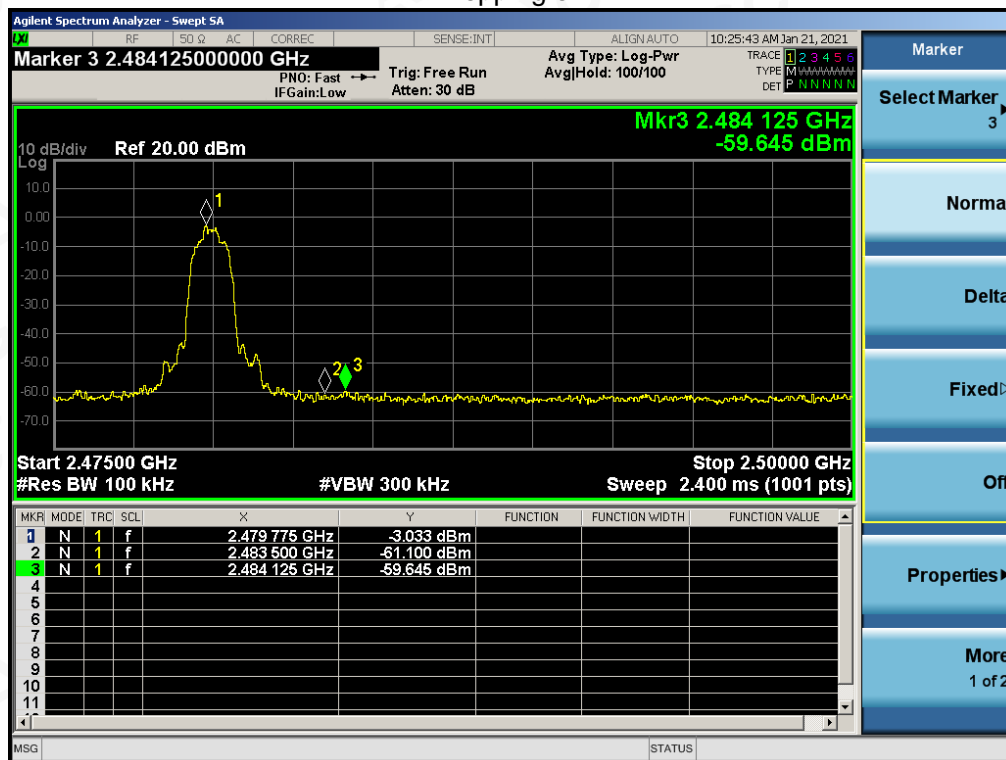 Agilent Spectrum Analyzer - Swept SA
LXI RF 50 Ω AC CORREC SENSE:INT ALIGN AUTO 10:25:43 AM Jan 21, 2021
Marker 3 2.484125000000 GHz
PNO: Fast
IFGain:Low
Trig: Free Run
Atten: 30 dB
Avg Type: Log-Pwr
Avg|Hold: 100/100
TRACE 1 2 3 4 5 6
TYPE M WWWWW
DET P N N N N N
Mkr3 2.484 125 GHz
-59.645 dBm
10 dB/div Ref 20.00 dBm
Log
10.0
0.00
-10.0
-20.0
-30.0
-40.0
-50.0
-60.0
-70.0
1
2
3
Start 2.47500 GHz Stop 2.50000 GHz
#Res BW 100 kHz #VBW 300 kHz Sweep 2.400 ms (1001 pts)
MKR MODE TRC SCL X Y FUNCTION FUNCTION WIDTH FUNCTION VALUE
1 N 1 f 2.479 775 GHz -3.033 dBm
2 N 1 f 2.483 500 GHz -61.100 dBm
3 N 1 f 2.484 125 GHz -59.645 dBm
4
5
6
7
8
9
10
11
MSG STATUS
Marker
Select Marker
3
Norma
Delta
Fixed
Off
Properties
More
1 of 2